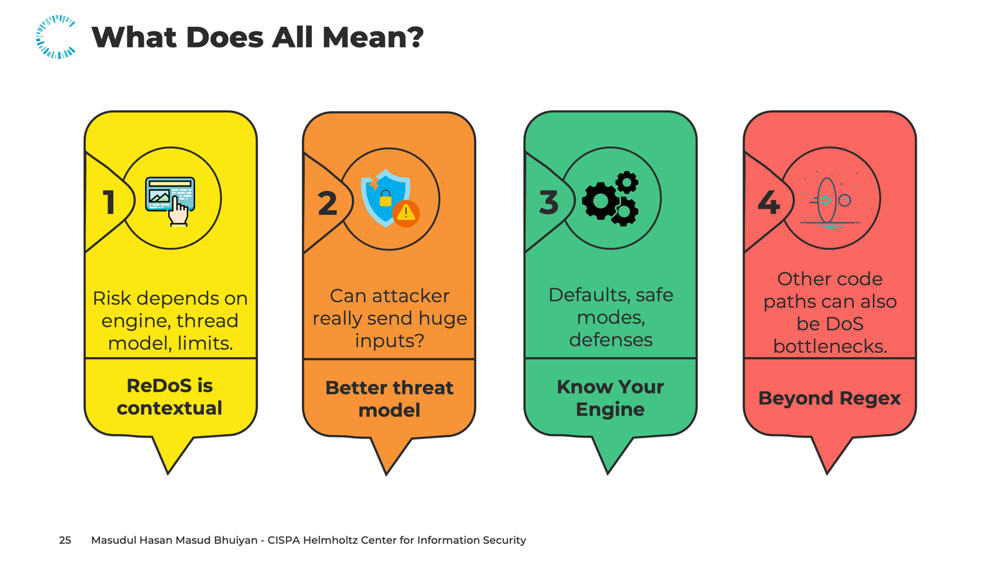 What Does All Mean?
1
Risk depends on
engine, thread
model, limits.
ReDoS is
contextual
2
Can attacker
really send huge
inputs?
Better threat
model
3
Defaults, safe
modes,
defenses
Know Your
Engine
4
Other code
paths can also
be DoS
bottlenecks.
Beyond Regex
25 Masudul Hasan Masud Bhuiyan - CISPA Helmholtz Center for Information Security